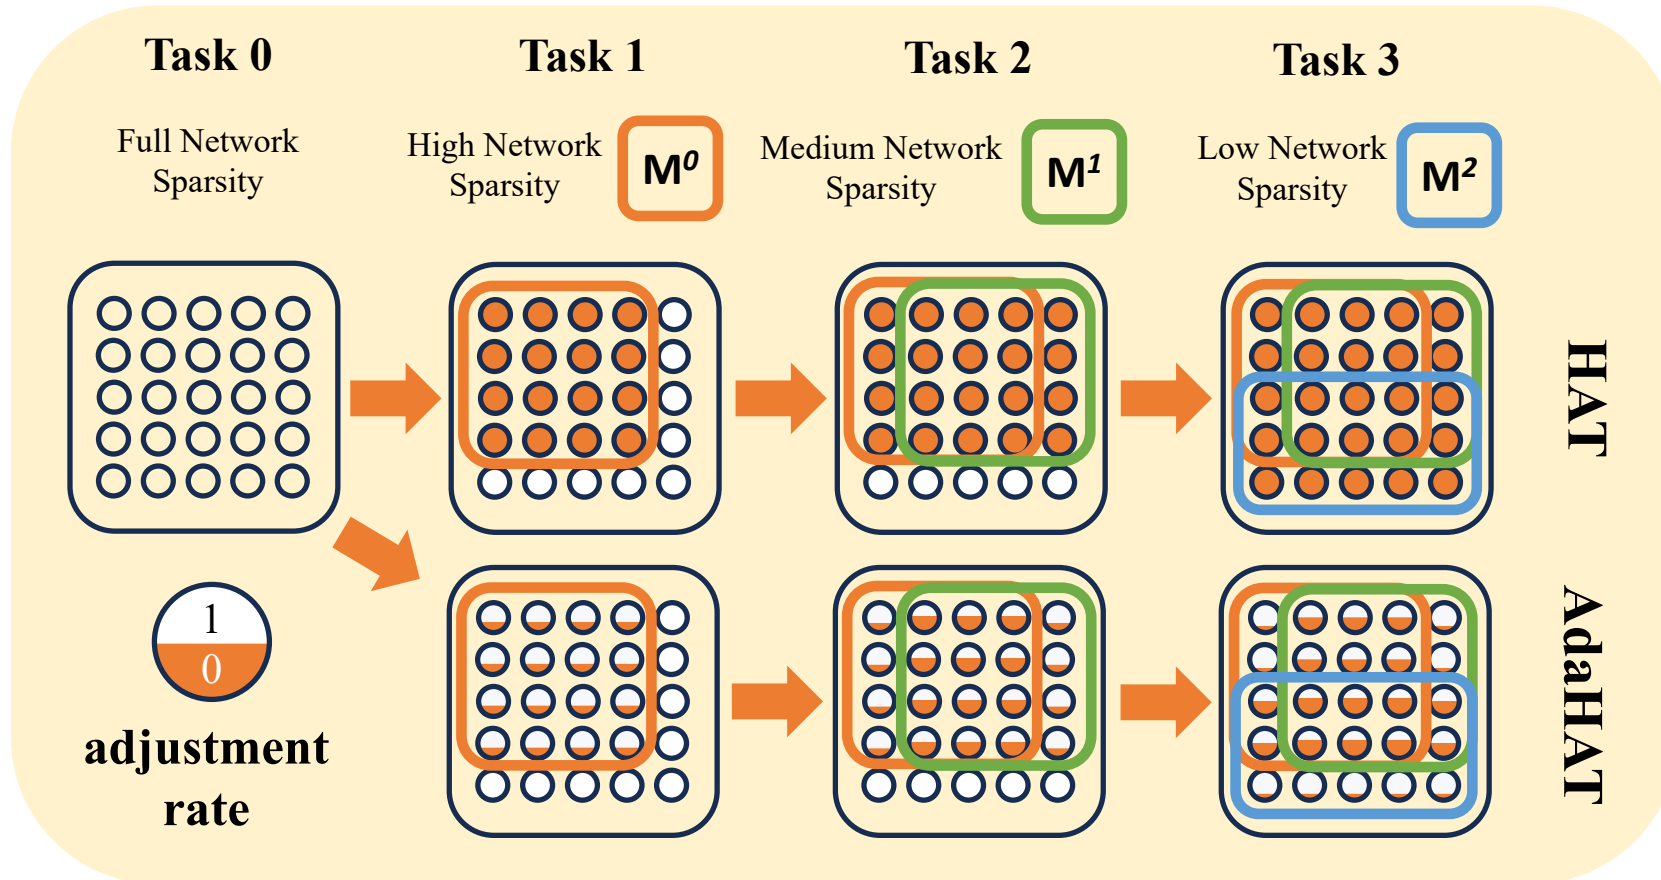 Task 0
Task 1
Task 2
Task 3
Full Network
Sparsity
High Network
Sparsity
M⁰
Medium Network
Sparsity
M¹
Low Network
Sparsity
M²
HAT
1
0
adjustment
rate
AdaHAT